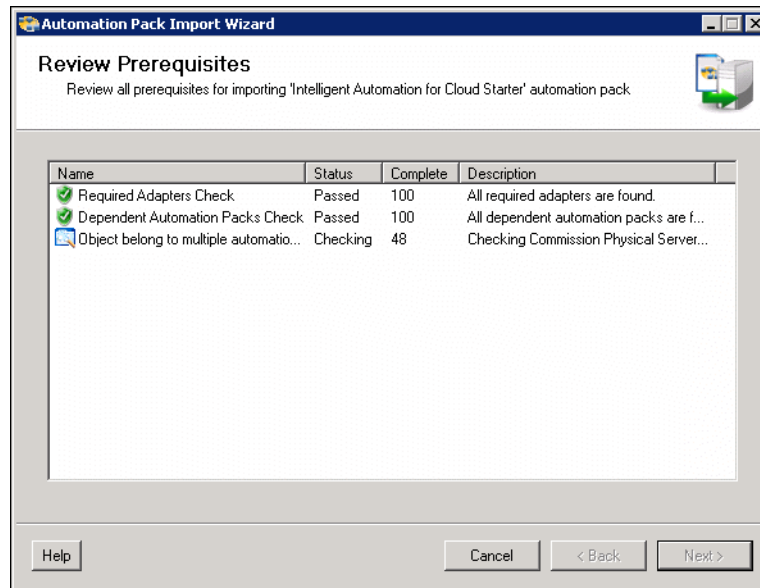 Automation Pack Import Wizard
Review Prerequisites
Review all prerequisites for importing 'Intelligent Automation for Cloud Starter' automation pack
Name Status Complete Description
Required Adapters Check Passed 100 All required adapters are found.
Dependent Automation Packs Check Passed 100 All dependent automation packs are f...
Object belong to multiple automatio... Checking 48 Checking Commission Physical Server...
Help Cancel < Back Next >